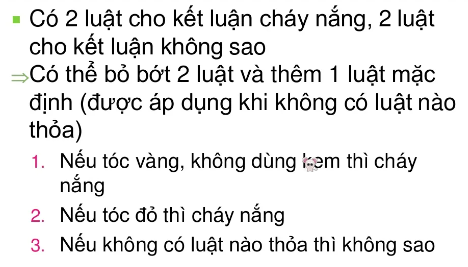 Có 2 luật cho kết luận cháy nắng, 2 luật
cho kết luận không sao
⇒Có thể bỏ bớt 2 luật và thêm 1 luật mặc
định (được áp dụng khi không có luật nào
thỏa)
1. Nếu tóc vàng, không dùng kem thì cháy
nắng
2. Nếu tóc đỏ thì cháy nắng
3. Nếu không có luật nào thỏa thì không sao